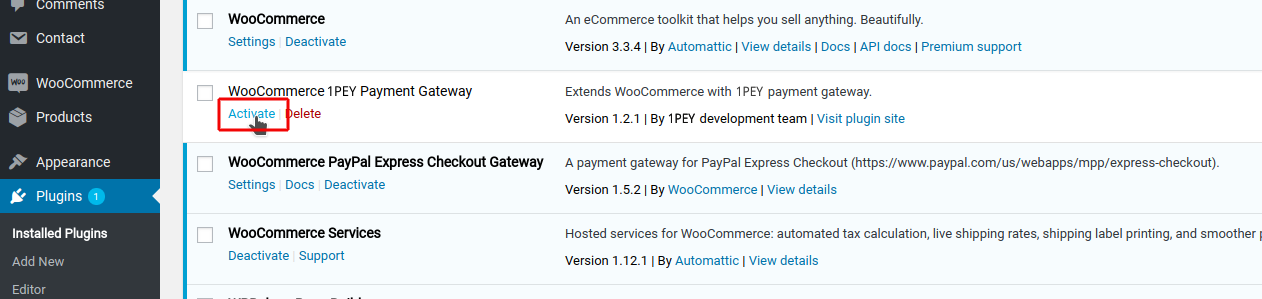 Comments
Contact
WOO WooCommerce
Products
Appearance
Plugins 1
Installed Plugins
Add New
Editor
WooCommerce
Settings | Deactivate
An eCommerce toolkit that helps you sell anything. Beautifully.
Version 3.3.4 | By Automattic | View details | Docs | API docs | Premium support
WooCommerce 1PEY Payment Gateway
Activate | Delete
Extends WooCommerce with 1PEY payment gateway.
Version 1.2.1 | By 1PEY development team | Visit plugin site
WooCommerce PayPal Express Checkout Gateway
Settings | Docs | Deactivate
A payment gateway for PayPal Express Checkout (https://www.paypal.com/us/webapps/mpp/express-checkout).
Version 1.5.2 | By WooCommerce | View details
WooCommerce Services
Deactivate | Support
Hosted services for WooCommerce: automated tax calculation, live shipping rates, shipping label printing, and smoother
Version 1.12.1 | By Automattic | View details